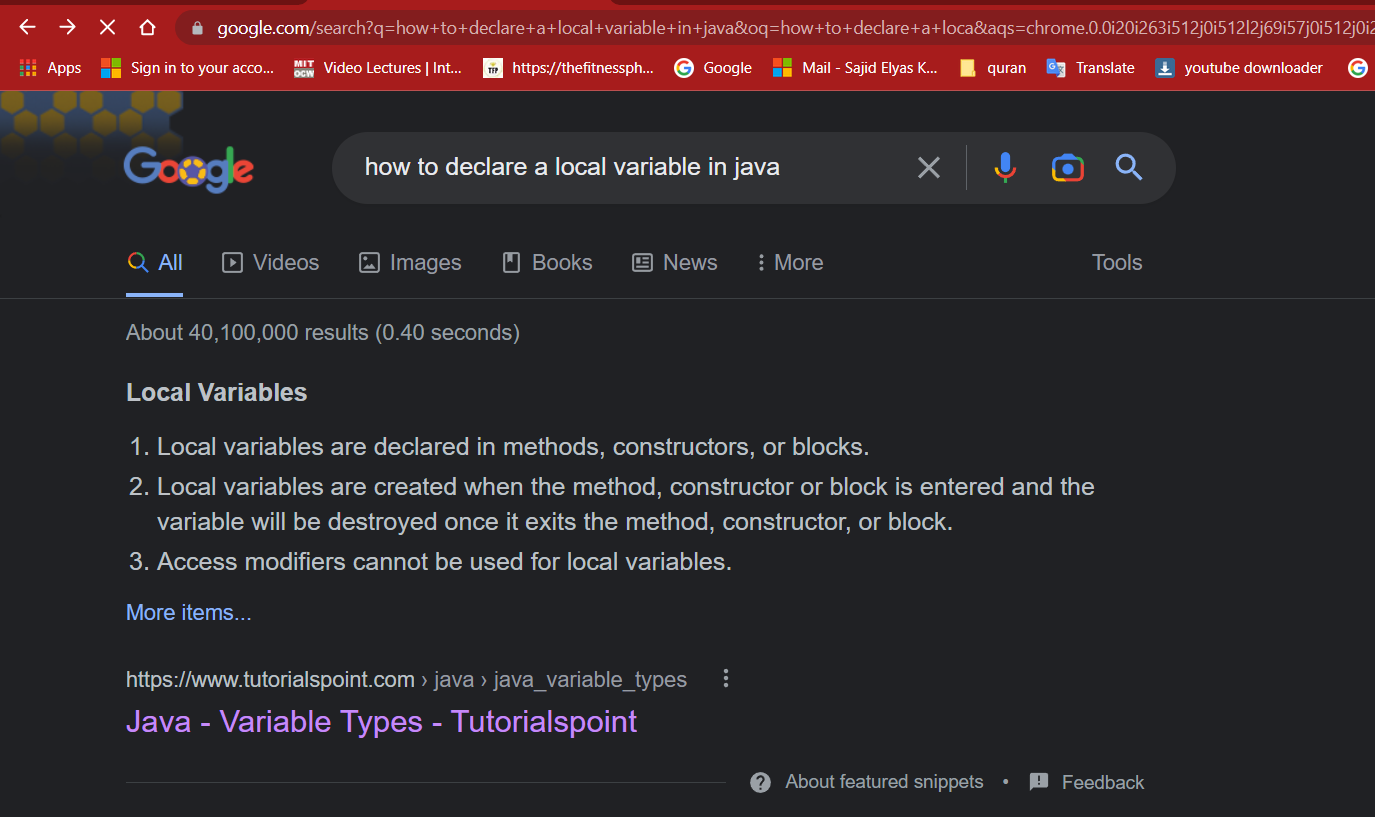 google.com/search?q=how+to+declare+a+local+variable+in+java&oq=how+to+declare+a+loca&aqs=chrome.0.0i20i263i512j0i512l2j69i57j0i512j0i2
Apps Sign in to your acco... MIT OCW Video Lectures | Int... TFP https://thefitnessph... Google Mail - Sajid Elyas K... quran Translate youtube downloader
Google how to declare a local variable in java
All Videos Images Books News More Tools
About 40,100,000 results (0.40 seconds)
Local Variables
1. Local variables are declared in methods, constructors, or blocks.
2. Local variables are created when the method, constructor or block is entered and the
variable will be destroyed once it exits the method, constructor, or block.
3. Access modifiers cannot be used for local variables.
More items...
https://www.tutorialspoint.com › java › java_variable_types
Java - Variable Types - Tutorialspoint
About featured snippets • Feedback